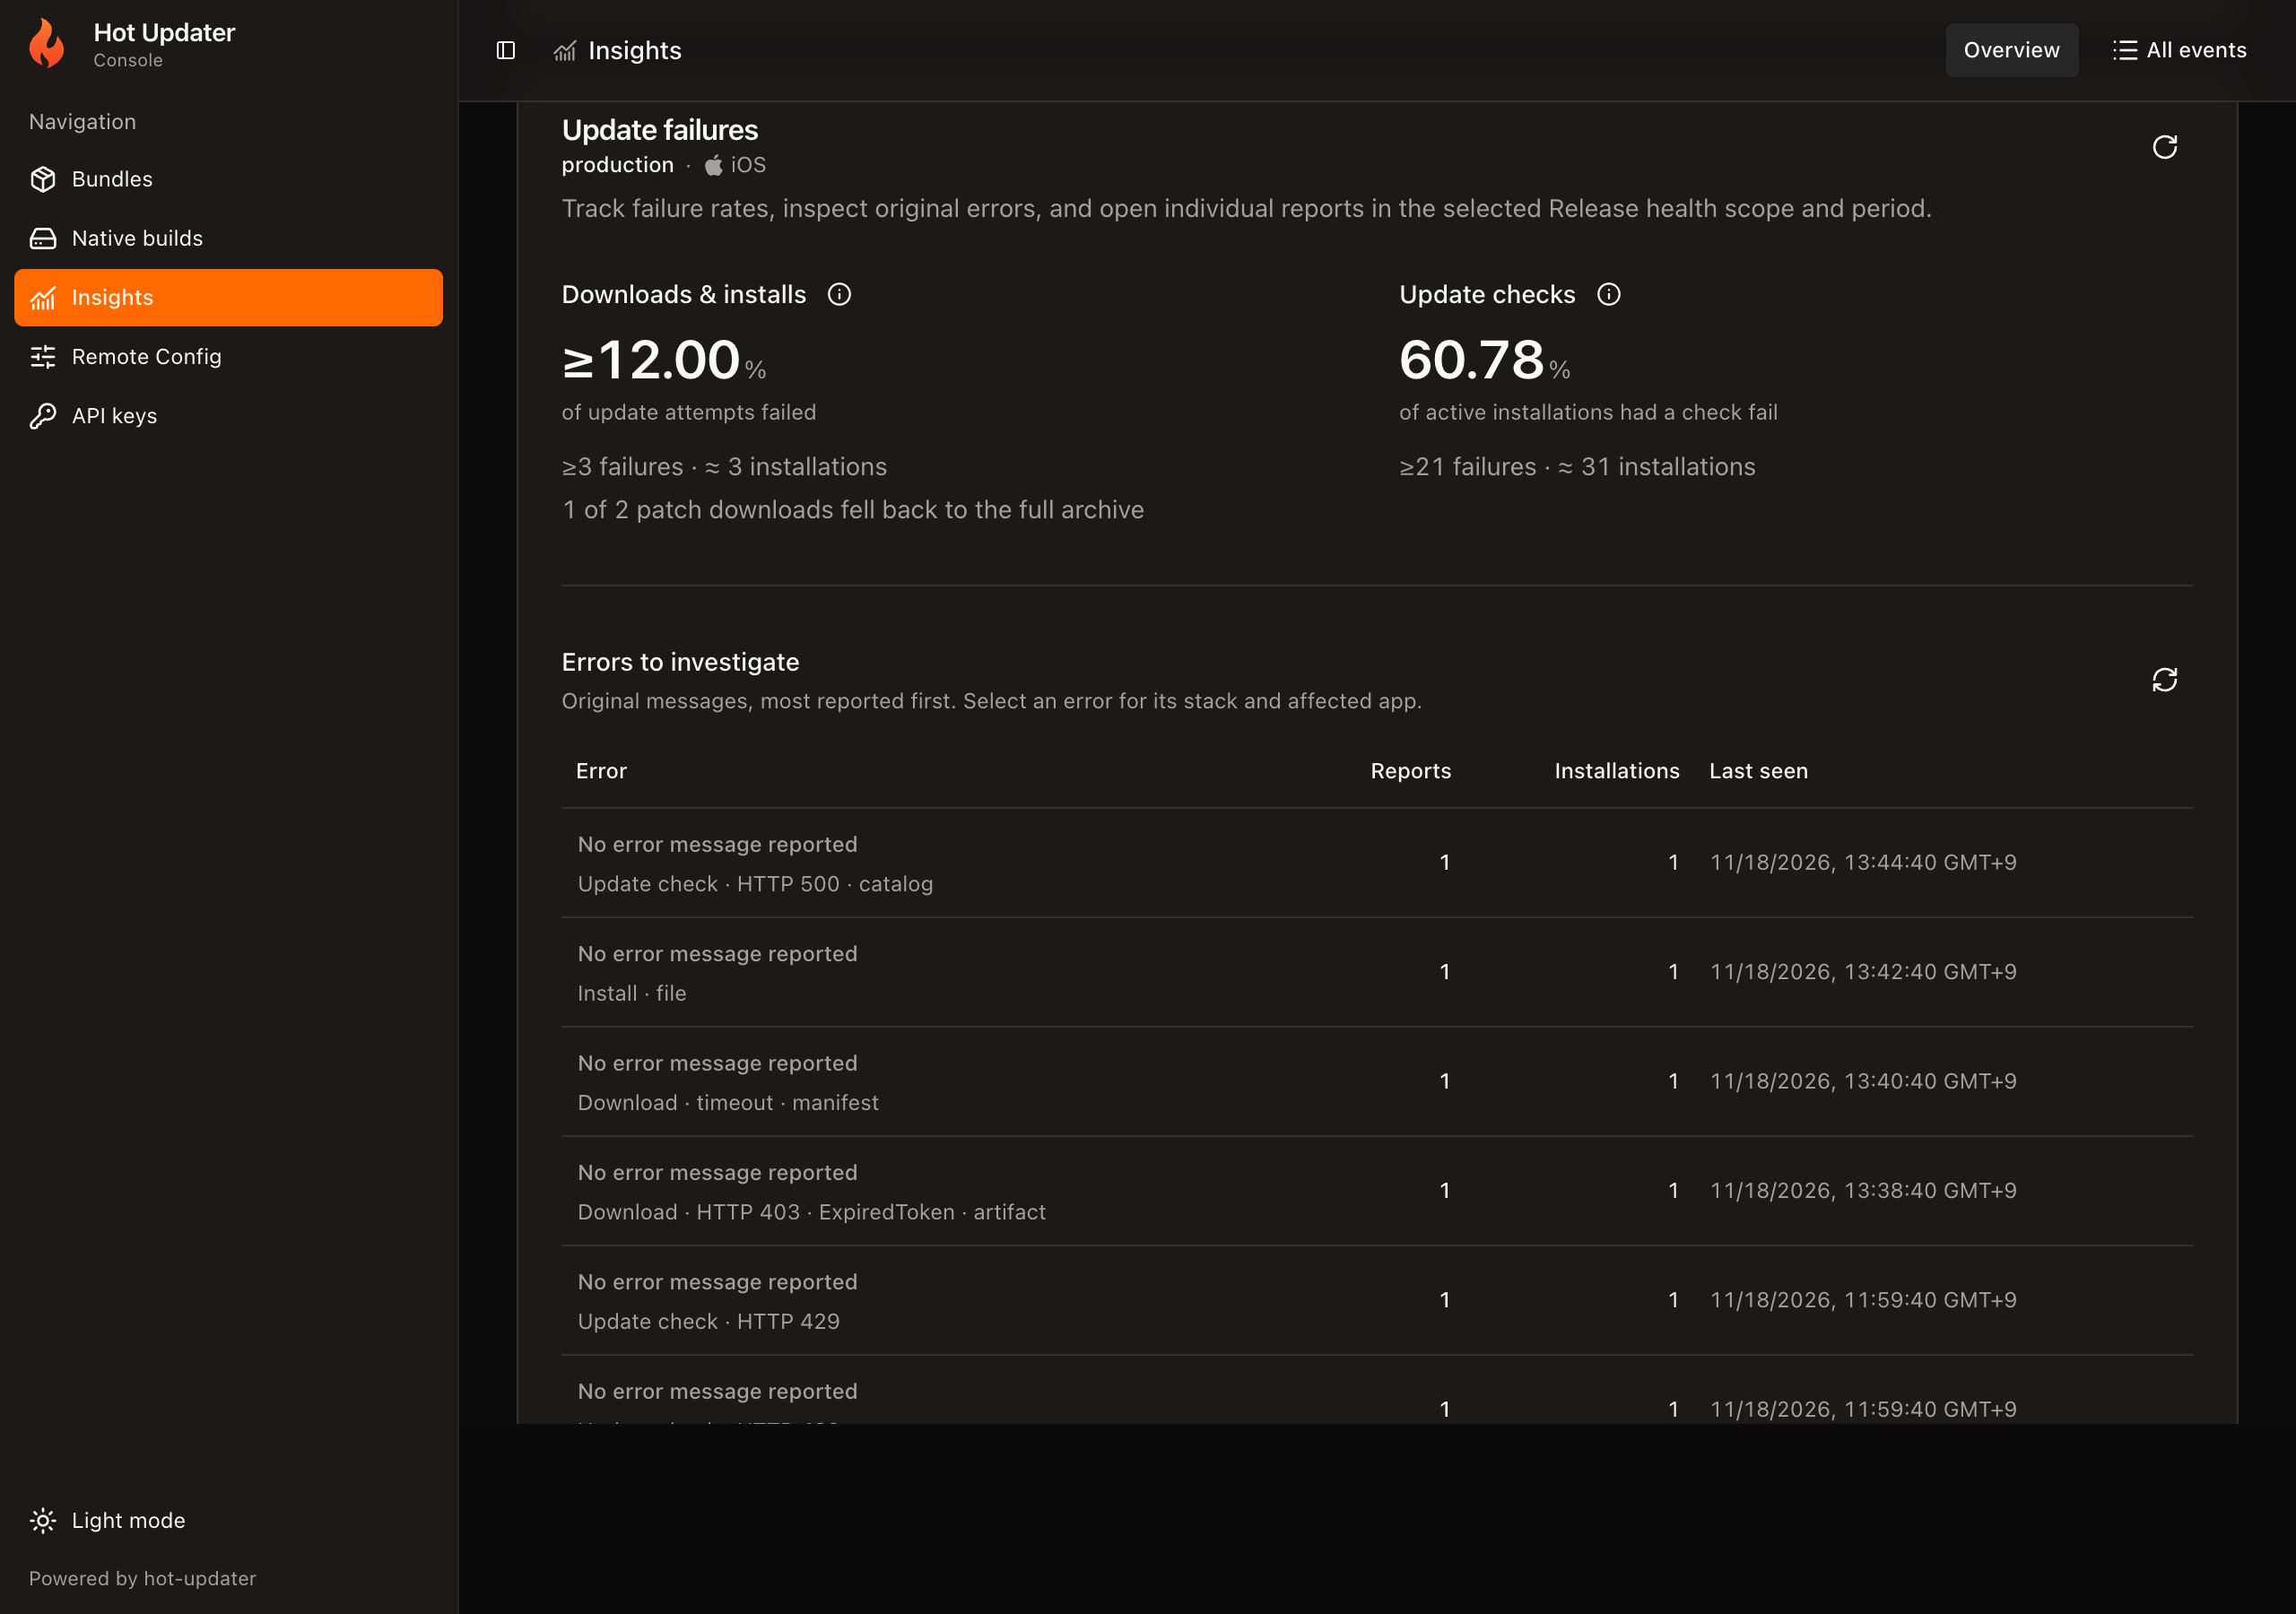 Hot Updater
Console
Navigation
Bundles
Native builds
Insights
Remote Config
API keys
Light mode
Powered by hot-updater
Insights
Overview
All events
Update failures
production · iOS
Track failure rates, inspect original errors, and open individual reports in the selected Release health scope and period.
Downloads & installs
≥12.00%
of update attempts failed
≥3 failures · ≈ 3 installations
1 of 2 patch downloads fell back to the full archive
Update checks
60.78%
of active installations had a check fail
≥21 failures · ≈ 31 installations
Errors to investigate
Original messages, most reported first. Select an error for its stack and affected app.
Error Reports Installations Last seen
No error message reported
Update check · HTTP 500 · catalog
1 1 11/18/2026, 13:44:40 GMT+9
No error message reported
Install · file
1 1 11/18/2026, 13:42:40 GMT+9
No error message reported
Download · timeout · manifest
1 1 11/18/2026, 13:40:40 GMT+9
No error message reported
Download · HTTP 403 · ExpiredToken · artifact
1 1 11/18/2026, 13:38:40 GMT+9
No error message reported
Update check · HTTP 429
1 1 11/18/2026, 11:59:40 GMT+9
No error message reported
1 1 11/18/2026, 11:59:40 GMT+9